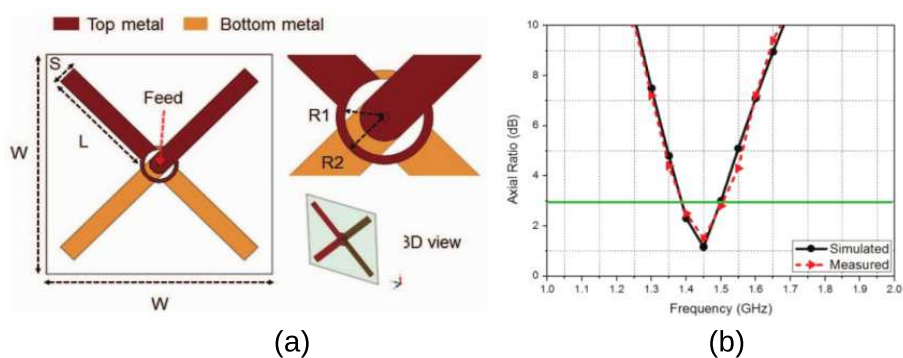 Top metal Bottom metal
S
Feed
L
W
W
R1
R2
3D view
(a)
Axial Ratio (dB)
10
8
6
4
2
0
Simulated
Measured
1.0 1.1 1.2 1.3 1.4 1.5 1.6 1.7 1.8 1.9 2.0
Frequency (GHz)
(b)